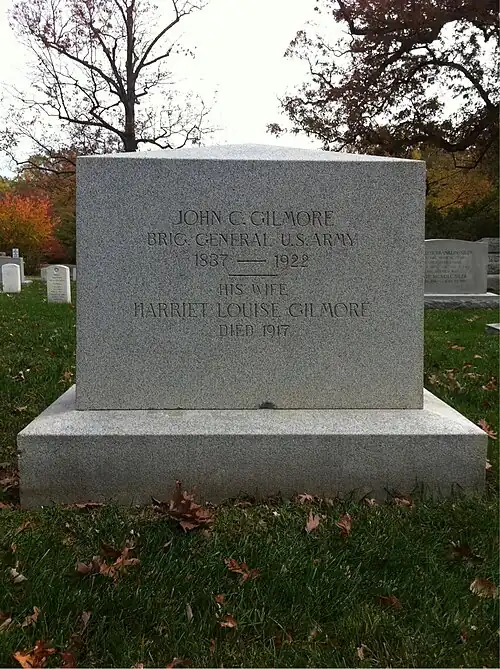 JOHN C. GILMORE
BRIG. GENERAL U.S. ARMY
1837 — 1922
HIS WIFE
HARRIET LOUISE GILMORE
DIED 1917